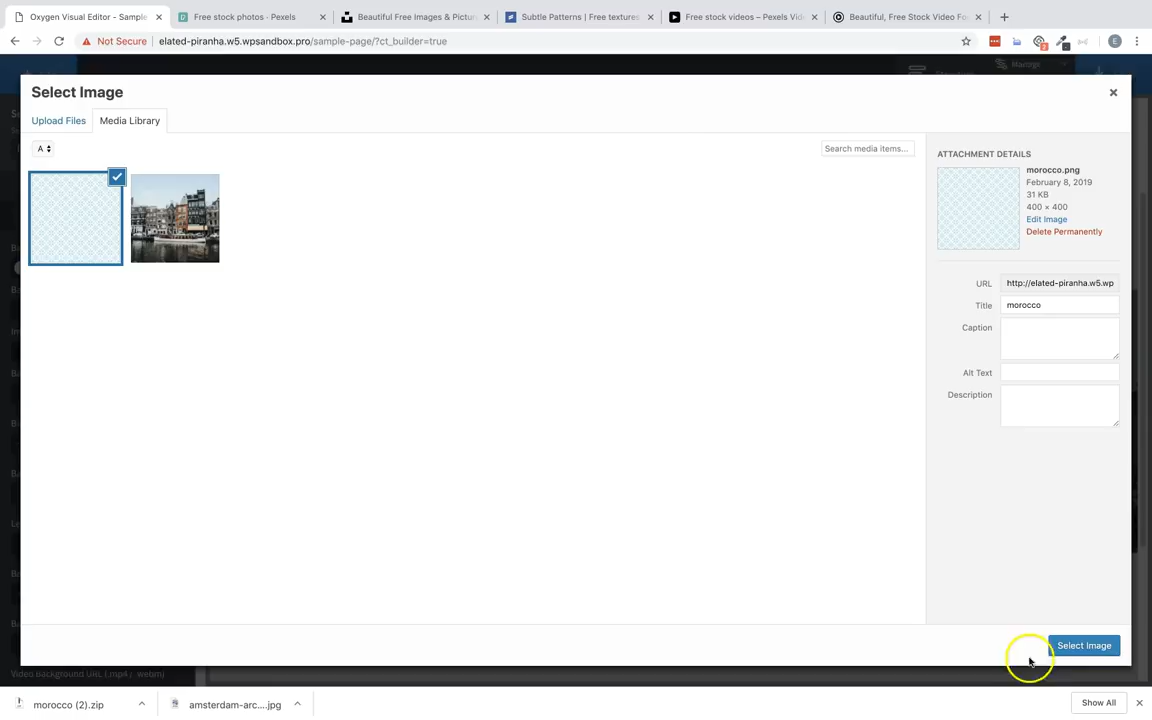 Oxygen Visual Editor - Sample
Free stock photos · Pexels
Beautiful Free Images & Pictur
Subtle Patterns | Free textures
Free stock videos – Pexels Vid
Beautiful, Free Stock Video Fo
Not Secure
elated-piranha.w5.wpsandbox.pro/sample-page/?ct_builder=true
2
E
Manage
Select Image
Upload Files
Media Library
A
Search media items...
ATTACHMENT DETAILS
morocco.png
February 8, 2019
31 KB
400 × 400
Edit Image
Delete Permanently
URL
http://elated-piranha.w5.wp
Title
morocco
Caption
Alt Text
Description
Select Image
Video Background URL (.mp4 / .webm)
morocco (2).zip
amsterdam-arc....jpg
Show All